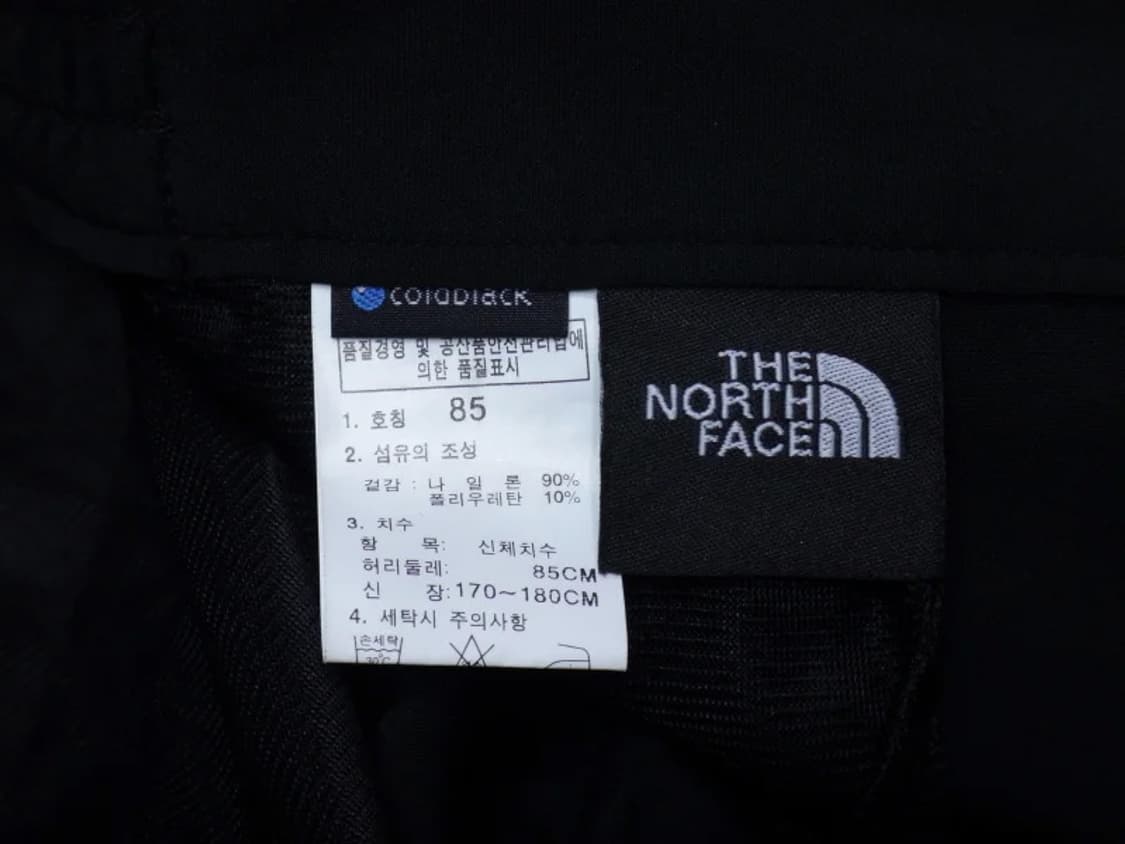 coldblack
품질경영 및 공산품안전관리법에
의한 품질표시
1. 호칭 85
2. 섬유의 조성
겉감 : 나 일 론 90%
폴리우레탄 10%
3. 치수
항 목: 신체치수
허리둘레: 85CM
신 장: 170~180CM
4. 세탁시 주의사항
손세탁
30℃
THE
NORTH
FACE